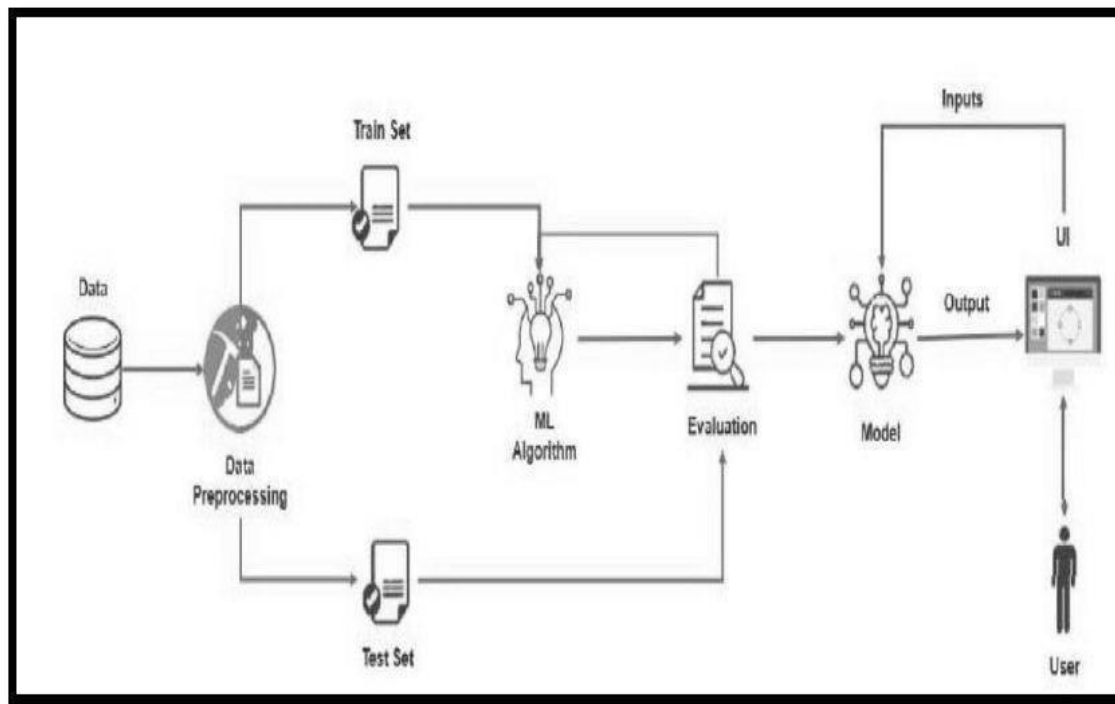 Inputs
Train Set
UI
Data
Output
ML
Algorithm
Evaluation
Model
Data
Preprocessing
Test Set
User